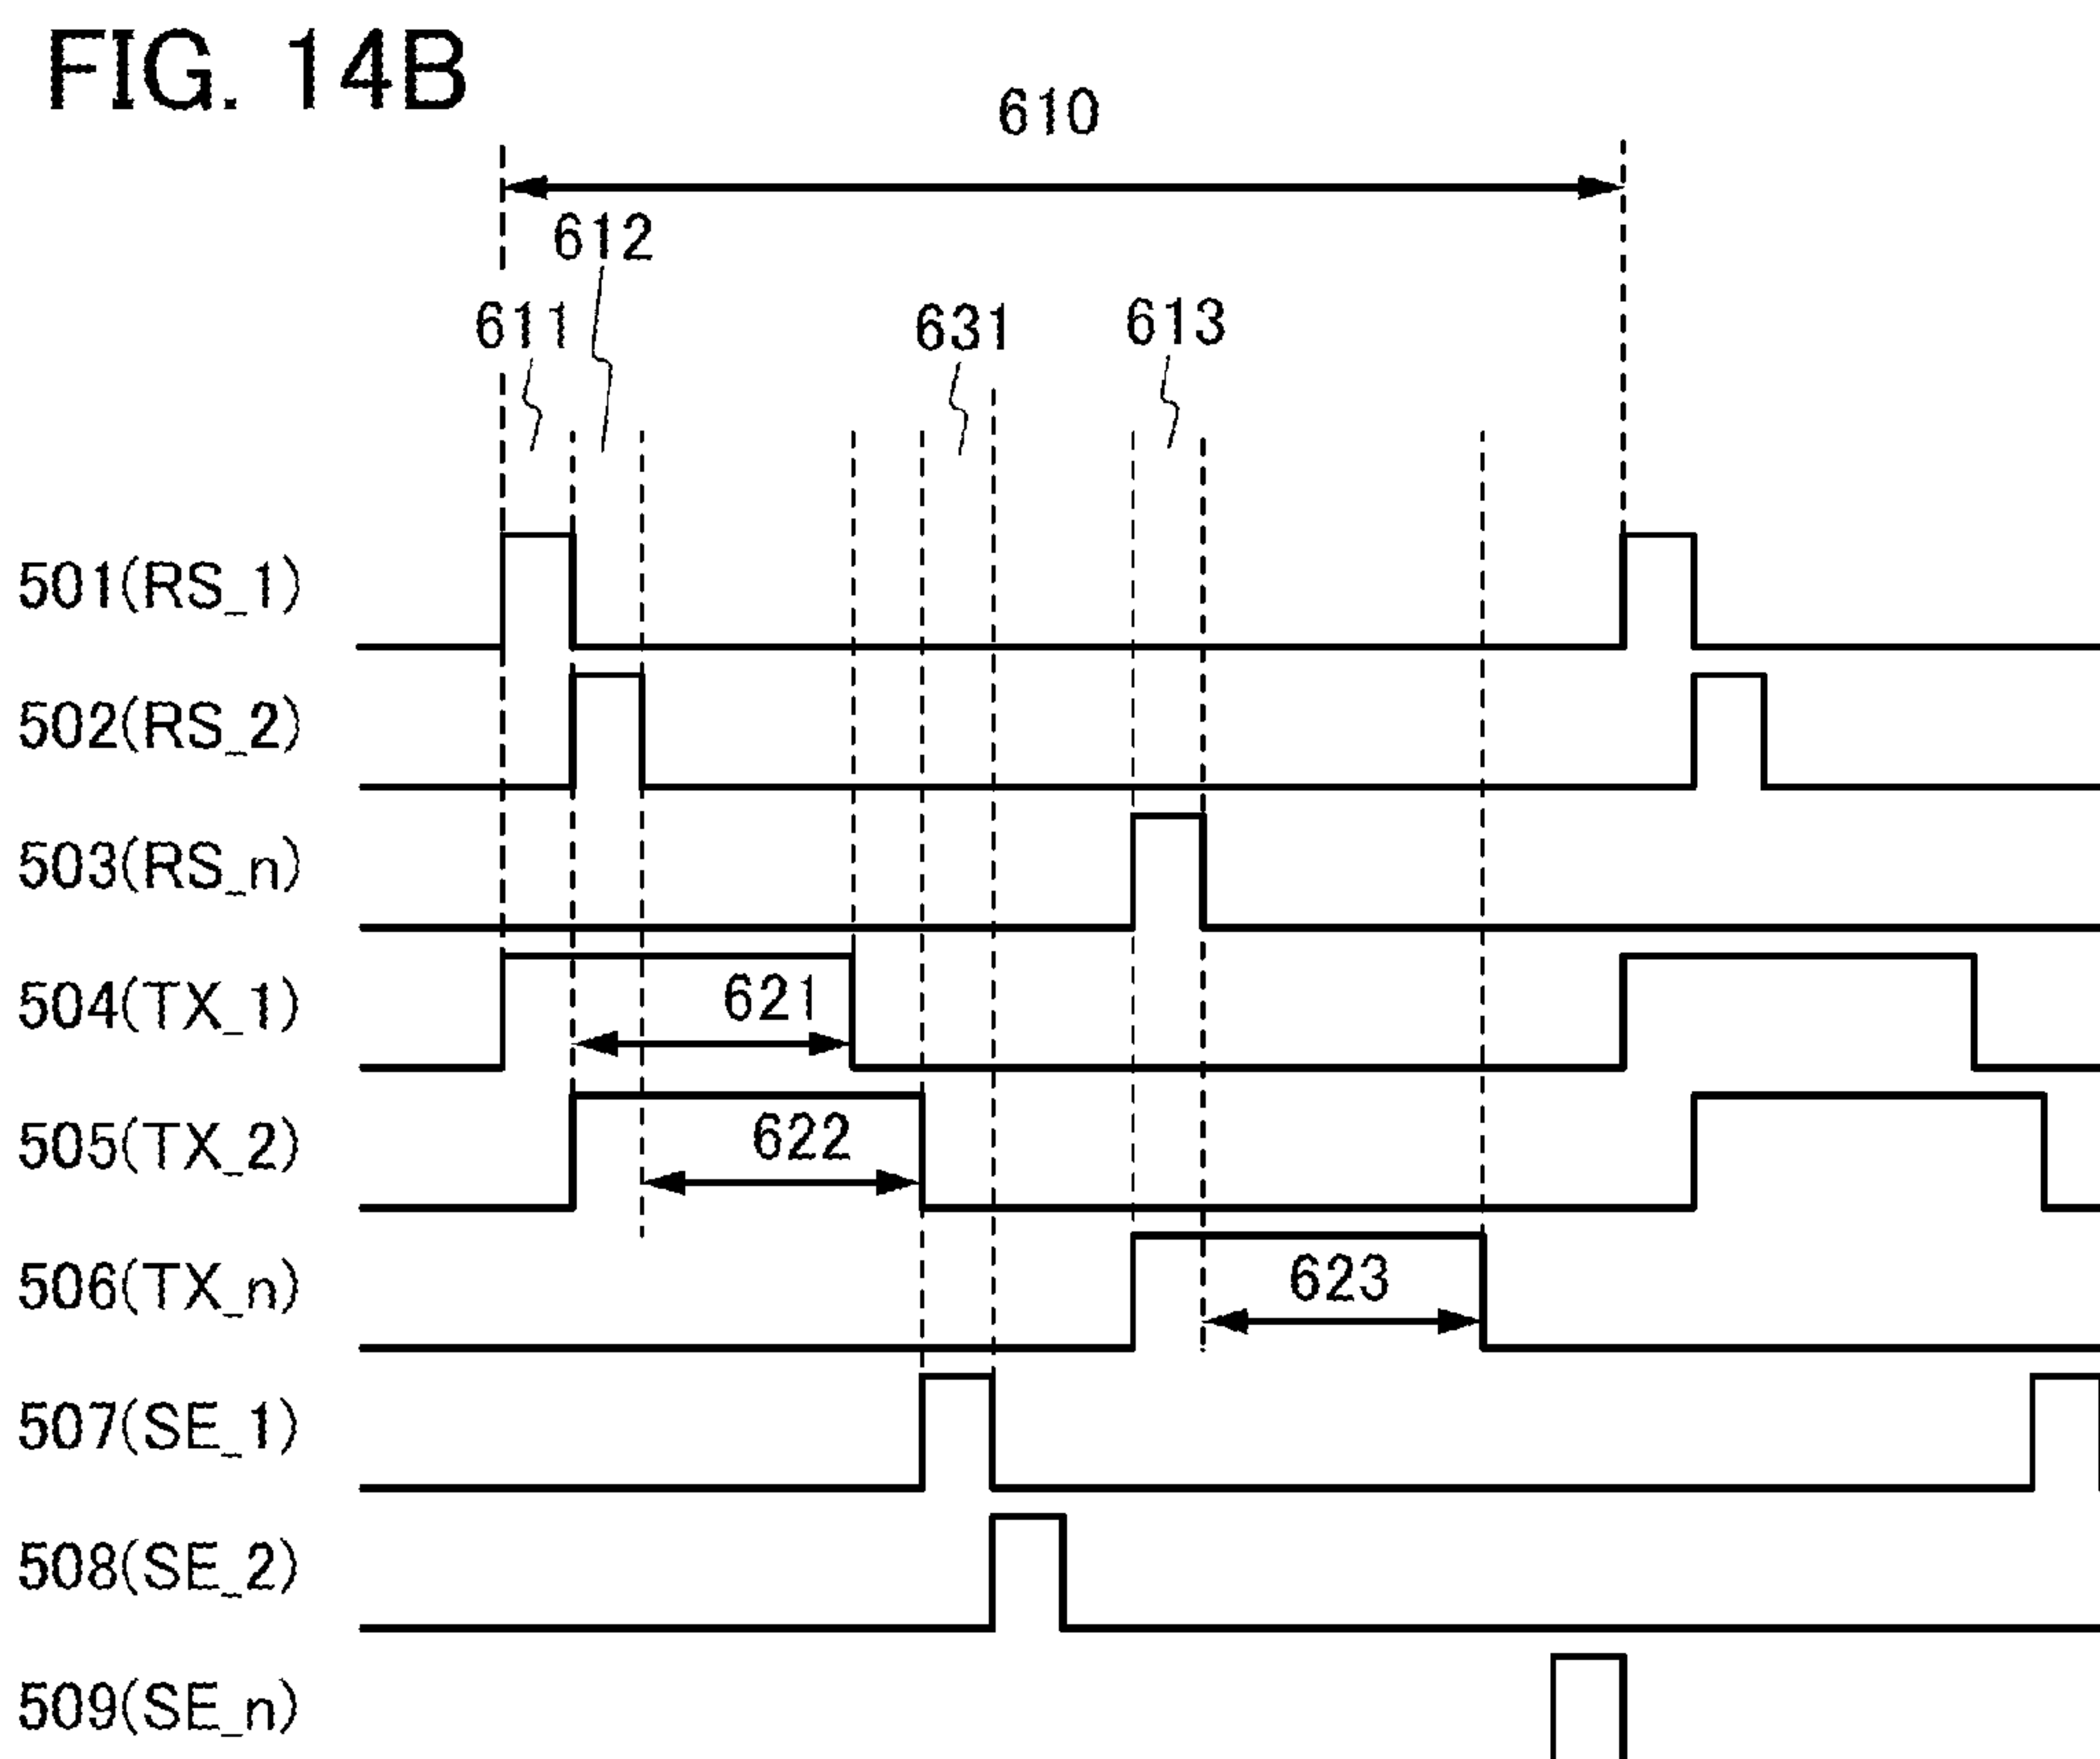 FIG. 14B
610
612
611
631
613
501(RS_1)
502(RS_2)
503(RS_n)
504(TX_1)
621
505(TX_2)
622
506(TX_n)
623
507(SE_1)
508(SE_2)
509(SE_n)